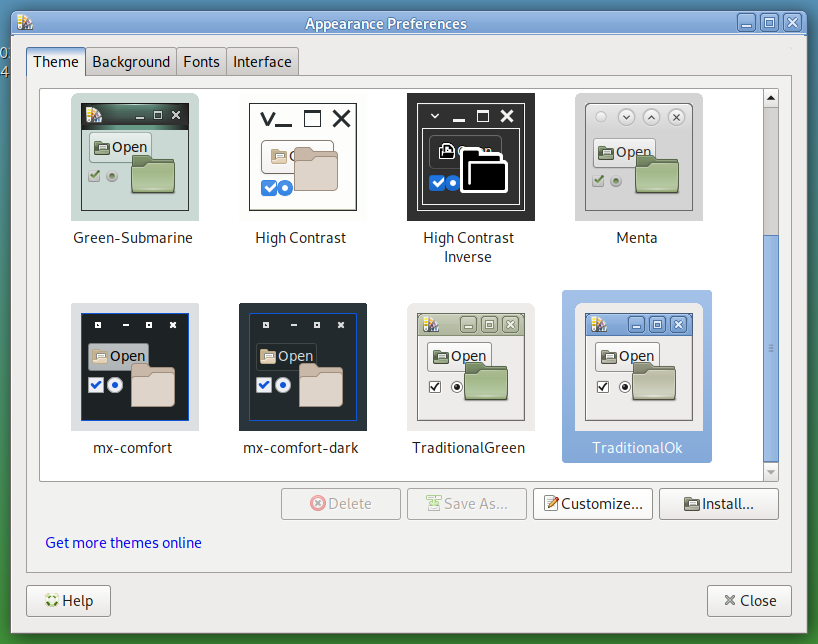 Appearance Preferences
Theme Background Fonts Interface
Open Open
Green-Submarine High Contrast High Contrast Inverse Menta
Open Open Open Open
mx-comfort mx-comfort-dark TraditionalGreen TraditionalOk
Delete Save As... Customize... Install...
Get more themes online
Help Close